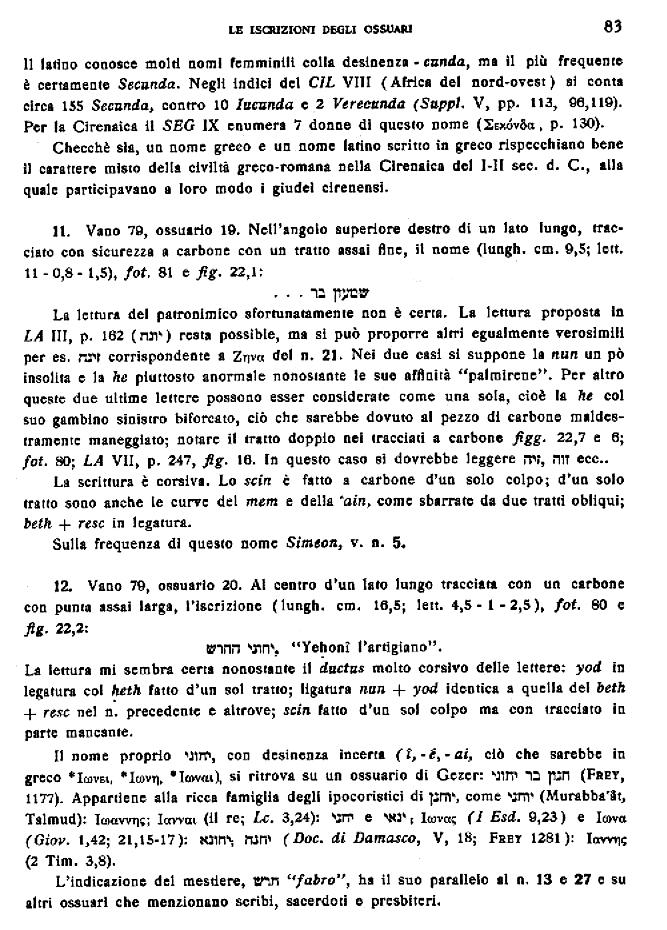 LE ISCRIZIONI DEGLI OSSUARI 83
Il latino conosce molti nomi femminili colla desinenza - cunda, ma il più frequente
è certamente Secunda. Negli indici del CIL VIII (Africa del nord-ovest) si conta
circa 155 Secunda, contro 10 Iucunda e 2 Verecunda (Suppl. V, pp. 113, 96,119).
Per la Cirenaica il SEG IX enumera 7 donne di questo nome (Σεκόνδα, p. 130).
Checchè sia, un nome greco e un nome latino scritto in greco rispecchiano bene
il carattere misto della civiltà greco-romana nella Cirenaica del I-II sec. d. C., alla
quale participavano a loro modo i giudei cirenensi.
11. Vano 79, ossuario 19. Nell'angolo superiore destro di un lato lungo, trac-
ciato con sicurezza a carbone con un tratto assai fine, il nome (lungh. cm. 9,5; lett.
11 - 0,8 - 1,5), fot. 81 e fig. 22,1:
שמעון בר . . .
La lettura del patronimico sfortunatamente non è certa. La lettura proposta in
LA III, p. 162 (יונה) resta possibile, ma si può proporre altri egualmente verosimili
per es. זינה corrispondente a Ζηνα del n. 21. Nei due casi si suppone la nun un pò
insolita e la he piuttosto anormale nonostante le sue affinità "palmirene". Per altro
queste due ultime lettere possono esser considerate come una sola, cioè la he col
suo gambino sinistro biforcato, ciò che sarebbe dovuto al pezzo di carbone maldes-
tramente maneggiato; notare il tratto doppio nei tracciati a carbone figg. 22,7 e 6;
fot. 80; LA VII, p. 247, fig. 16. In questo caso si dovrebbe leggere זוה, זיה ecc..
La scrittura è corsiva. Lo scin è fatto a carbone d'un solo colpo; d'un solo
tratto sono anche le curve del mem e della 'ain, come sbarrate da due tratti obliqui;
beth + resc in legatura.
Sulla frequenza di questo nome Simeon, v. n. 5.
12. Vano 79, ossuario 20. Al centro d'un lato lungo tracciata con un carbone
con punta assai larga, l'iscrizione (lungh. cm. 16,5; lett. 4,5 - 1 - 2,5), fot. 80 e
fig. 22,2:
יחוני החרש, "Yehonî l'artigiano".
La lettura mi sembra certa nonostante il ductus molto corsivo delle lettere: yod in
legatura col heth fatto d'un sol tratto; ligatura nun + yod identica a quella del beth
+ resc nel n. precedente e altrove; scin fatto d'un sol colpo ma con tracciato in
parte mancante.
Il nome proprio יחוני, con desinenza incerta (î, -ê, - ai, ciò che sarebbe in
greco *Ιωνει, *Ιωνη, *Ιωναι), si ritrova su un ossuario di Gezer: חנון בר יחוני (FREY,
1177). Appartiene alla ricca famiglia degli ipocoristici di יוחנן, come יוחני (Murabba'ât,
Talmud): Ιωαννης; Ιανναι (il re; Lc. 3,24): יני e ינאי; Ιωνας (I Esd. 9,23) e Ιωνα
(Giov. 1,42; 21,15-17): יוחנה, יחונא (Doc. di Damasco, V, 18; FREY 1281): Ιαννης
(2 Tim. 3,8).
L'indicazione del mestiere, חרש "fabro", ha il suo parallelo al n. 13 e 27 e su
altri ossuari che menzionano scribi, sacerdoti o presbiteri.